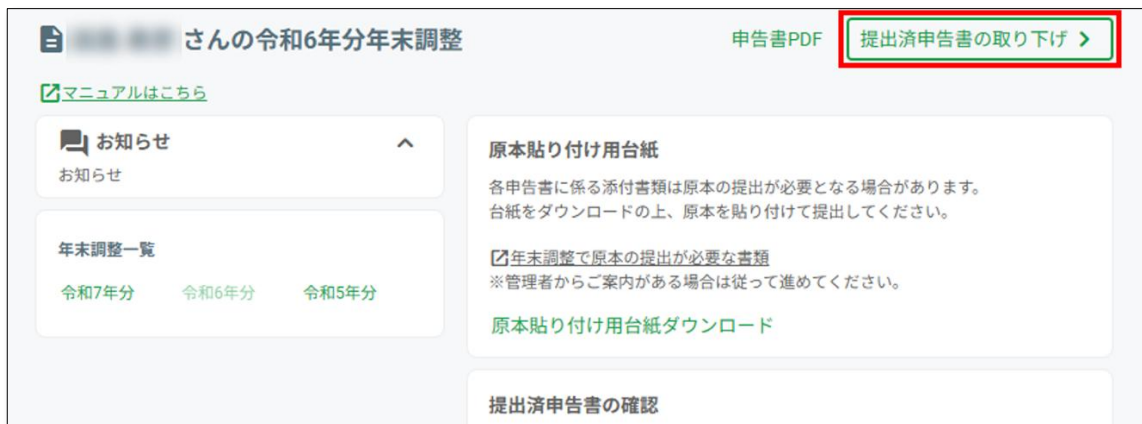 さんの令和6年分年末調整
申告書PDF
提出済申告書の取り下げ
マニュアルはこちら
お知らせ
お知らせ
年末調整一覧
令和7年分 令和6年分 令和5年分
原本貼り付け用台紙
各申告書に係る添付書類は原本の提出が必要となる場合があります。
台紙をダウンロードの上、原本を貼り付けて提出してください。
年末調整で原本の提出が必要な書類
※管理者からご案内がある場合は従って進めてください。
原本貼り付け用台紙ダウンロード
提出済申告書の確認